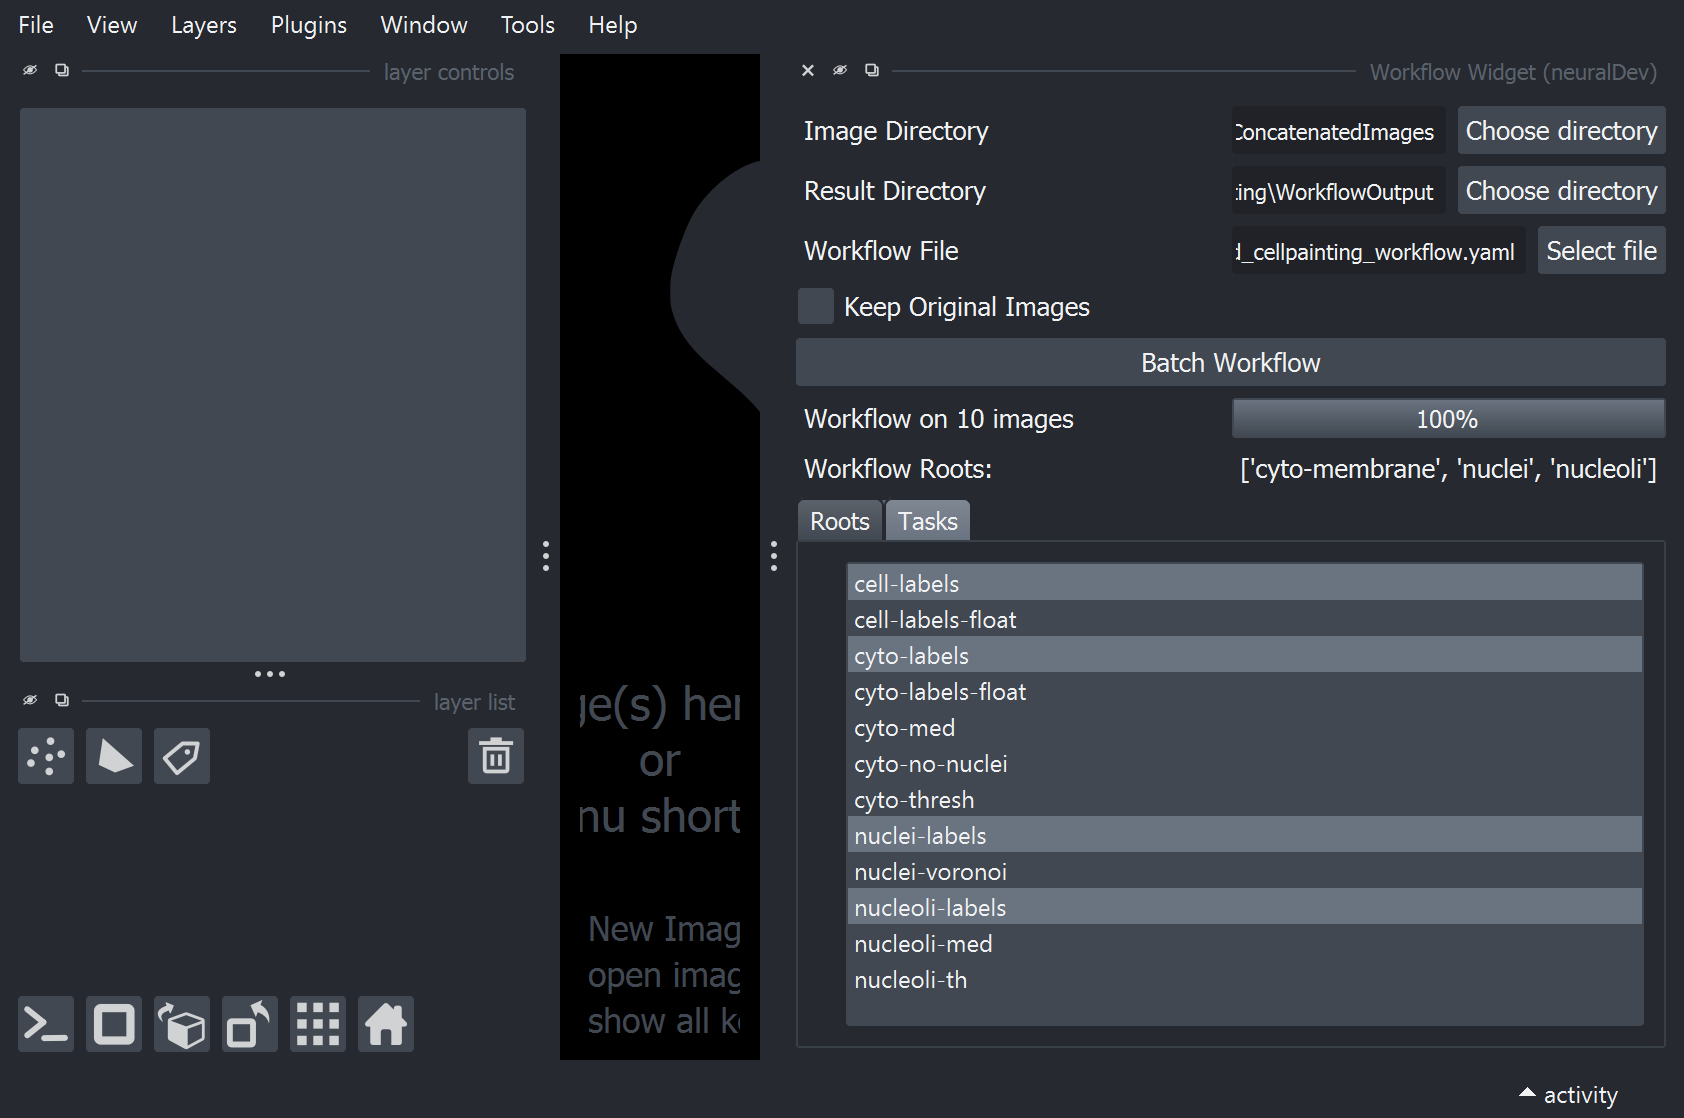 File View Layers Plugins Window Tools Help
layer controls
Workflow Widget (neuralDev)
Image Directory ConcatenatedImages Choose directory
Result Directory ting\WorkflowOutput Choose directory
Workflow File d_cellpainting_workflow.yaml Select file
Keep Original Images
Batch Workflow
Workflow on 10 images 100%
Workflow Roots: ['cyto-membrane', 'nuclei', 'nucleoli']
Roots Tasks
cell-labels
cell-labels-float
cyto-labels
cyto-labels-float
cyto-med
cyto-no-nuclei
cyto-thresh
nuclei-labels
nuclei-voronoi
nucleoli-labels
nucleoli-med
nucleoli-th
layer list
ge(s) her
or
nu short
New Imag
open imag
show all
activity